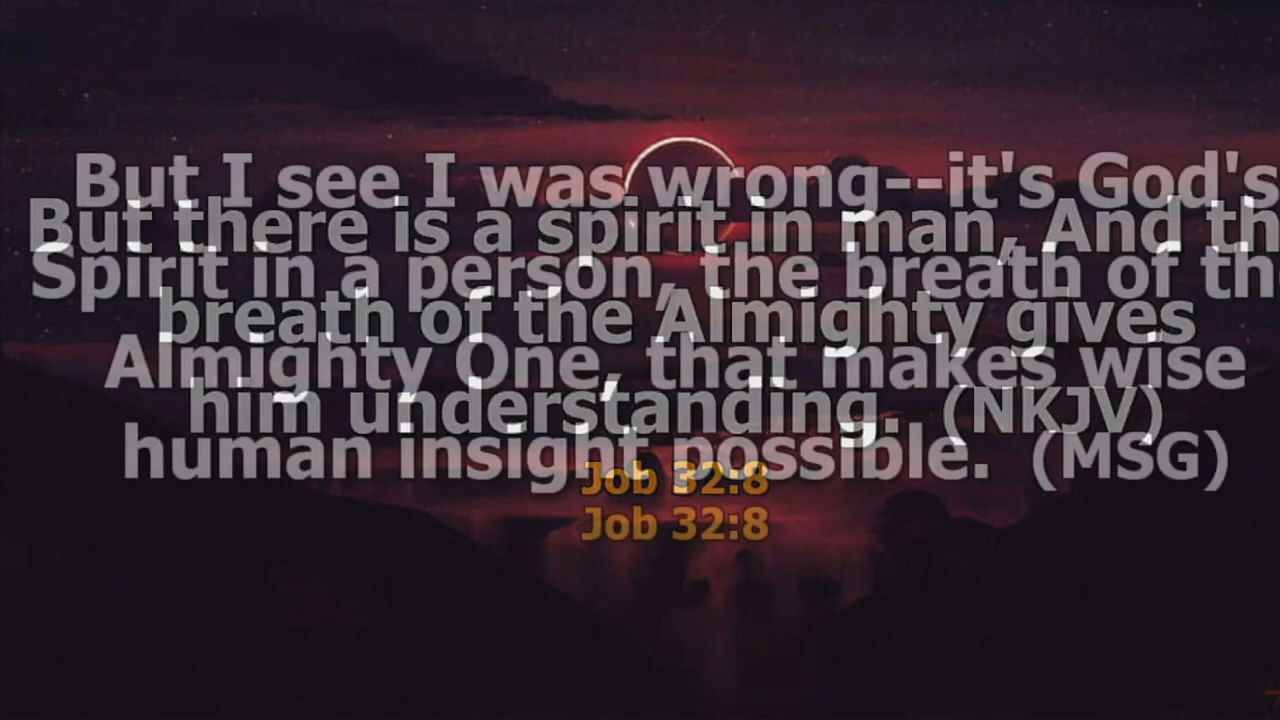 But I see I was wrong--it's God's
But there is a spirit in man, And th
Spirit in a person, the breath of th
breath of the Almighty gives
Almighty One, that makes wise
him understanding. (NKJV)
human insight possible. (MSG)
Job 32:8
Job 32:8